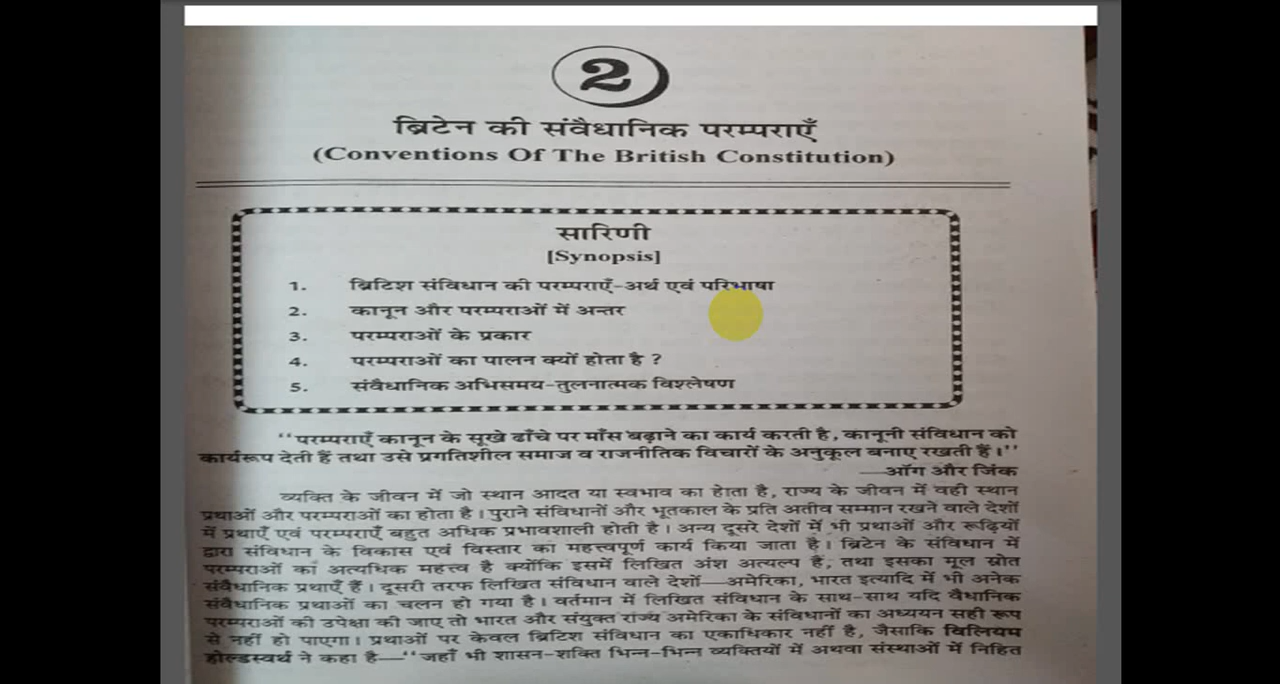 2
ब्रिटेन की संवैधानिक परम्पराएँ
(Conventions Of The British Constitution)
सारिणी
[Synopsis]
1. ब्रिटिश संविधान की परम्पराएँ-अर्थ एवं परिभाषा
2. कानून और परम्पराओं में अन्तर
3. परम्पराओं के प्रकार
4. परम्पराओं का पालन क्यों होता है ?
5. संवैधानिक अभिसमय-तुलनात्मक विश्लेषण
"परम्पराएँ कानून के सूखे ढाँचे पर माँस बढ़ाने का कार्य करती है, कानूनी संविधान को
कार्यरूप देती हैं तथा उसे प्रगतिशील समाज व राजनीतिक विचारों के अनुकूल बनाए रखती हैं।"
—ऑग और जिंक
व्यक्ति के जीवन में जो स्थान आदत या स्वभाव का होता है, राज्य के जीवन में वही स्थान
प्रथाओं और परम्पराओं का होता है। पुराने संविधानों और भूतकाल के प्रति अतीव सम्मान रखने वाले देशों
में प्रथाएँ एवं परम्पराएँ बहुत अधिक प्रभावशाली होती है। अन्य दूसरे देशों में भी प्रथाओं और रूढ़ियों
द्वारा संविधान के विकास एवं विस्तार का महत्त्वपूर्ण कार्य किया जाता है। ब्रिटेन के संविधान में
परम्पराओं का अत्यधिक महत्त्व है क्योंकि इसमें लिखित अंश अत्यल्प हैं, तथा इसका मूल स्रोत
संवैधानिक प्रथाएँ हैं। दूसरी तरफ लिखित संविधान वाले देशों—अमेरिका, भारत इत्यादि में भी अनेक
संवैधानिक प्रथाओं का चलन हो गया है। वर्तमान में लिखित संविधान के साथ-साथ यदि वैधानिक
परम्पराओं की उपेक्षा की जाए तो भारत और संयुक्त राज्य अमेरिका के संविधानों का अध्ययन सही रूप
से नहीं हो पाएगा। प्रथाओं पर केवल ब्रिटिश संविधान का एकाधिकार नहीं है, जैसाकि विलियम
होल्डस्वर्थ ने कहा है—"जहाँ भी शासन-शक्ति भिन्न-भिन्न व्यक्तियों में अथवा संस्थाओं में निहित